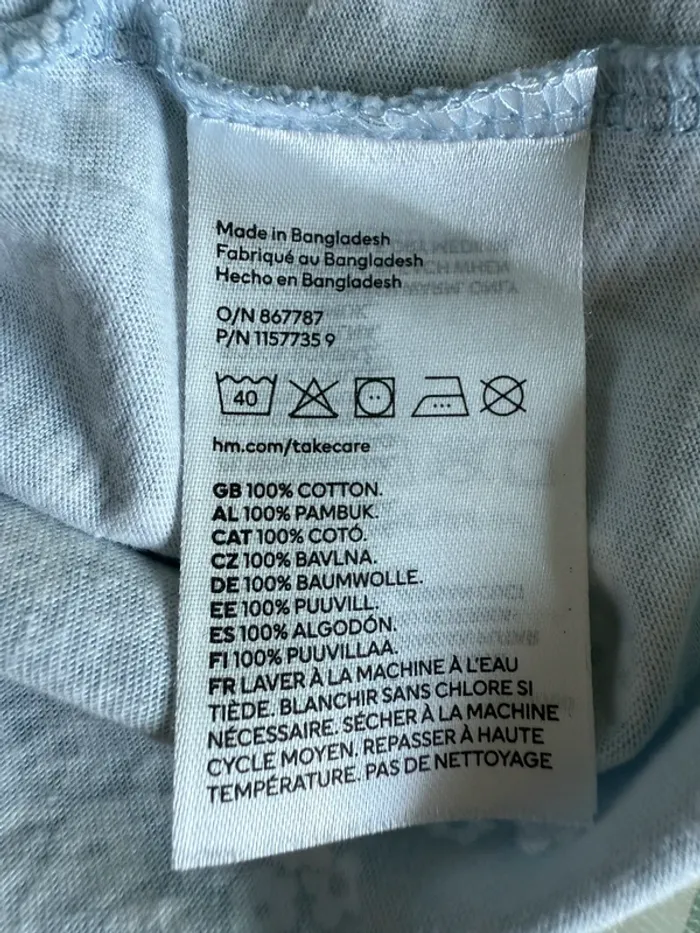 Made in Bangladesh
Fabriqué au Bangladesh
Hecho en Bangladesh
O/N 867787
P/N 1157735 9
40
hm.com/takecare
GB 100% COTTON.
AL 100% PAMBUK.
CAT 100% COTÓ.
CZ 100% BAVLNA.
DE 100% BAUMWOLLE.
EE 100% PUUVILL.
ES 100% ALGODÓN.
FI 100% PUUVILLAA.
FR LAVER À LA MACHINE À L'EAU
TIÈDE. BLANCHIR SANS CHLORE SI
NÉCESSAIRE. SÉCHER À LA MACHINE
CYCLE MOYEN. REPASSER À HAUTE
TEMPÉRATURE. PAS DE NETTOYAGE